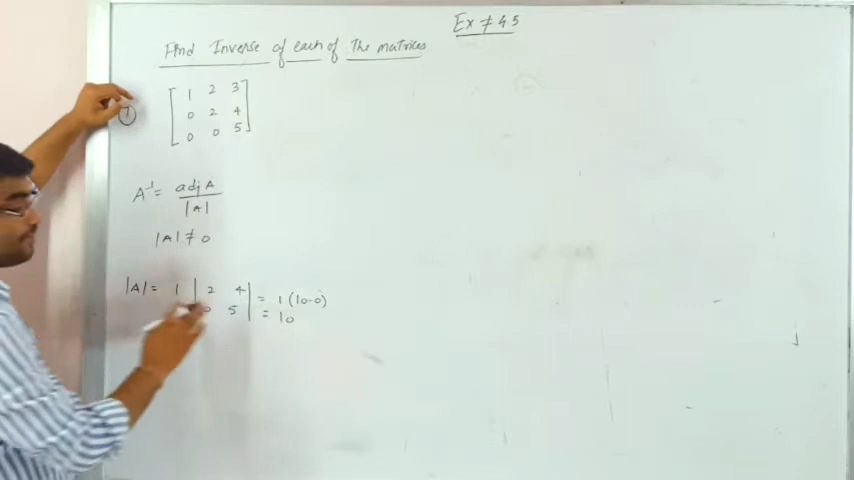 Ex ≠ 4.5
Find Inverse of each of The matrices
7
1 2 3
0 2 4
0 0 5
A⁻¹ = adj A / |A|
|A| ≠ 0
|A| = 1 | 2 4 | = 1 (10-0)
0 5 = 10